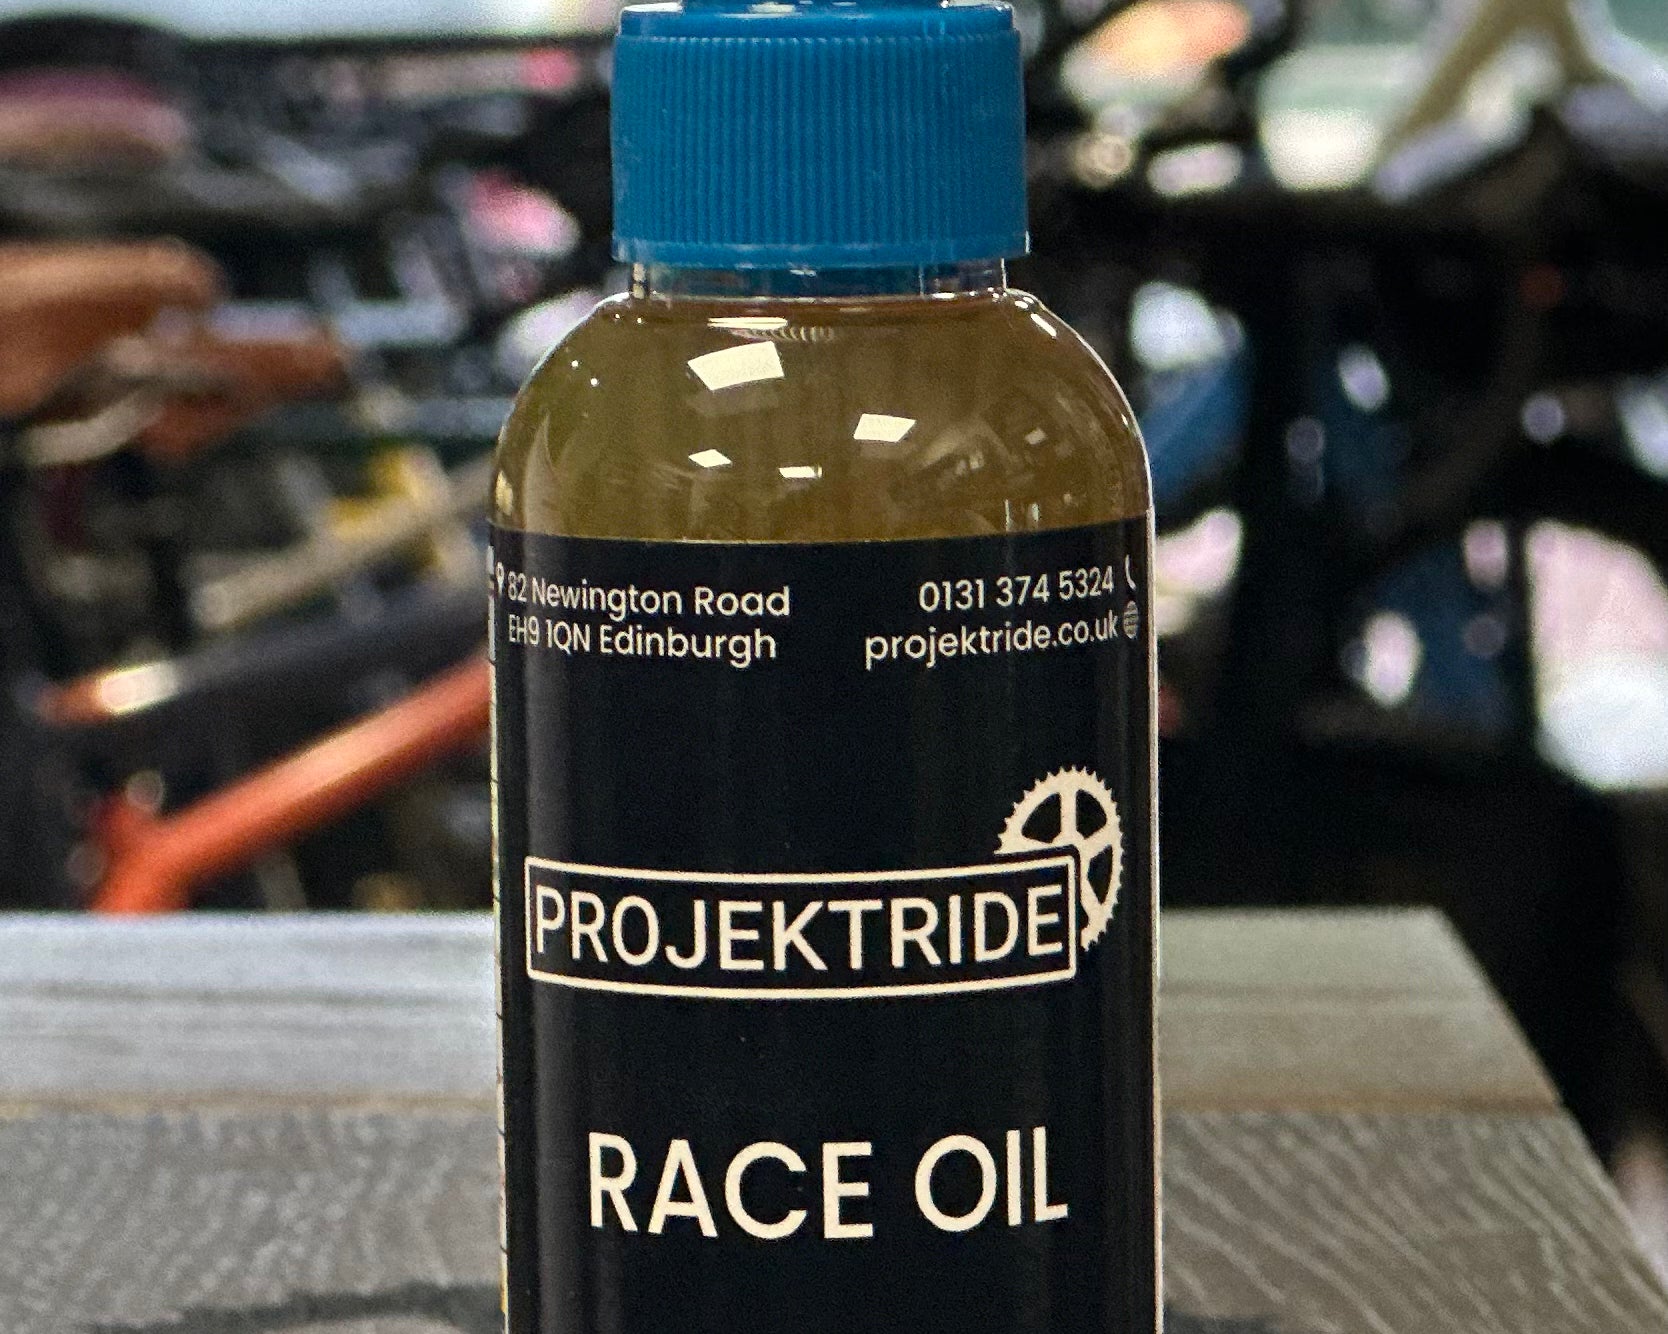 82 Newington Road
EH9 1QN Edinburgh
0131 374 5324
projektride.co.uk
PROJEKTRIDE
RACE OIL